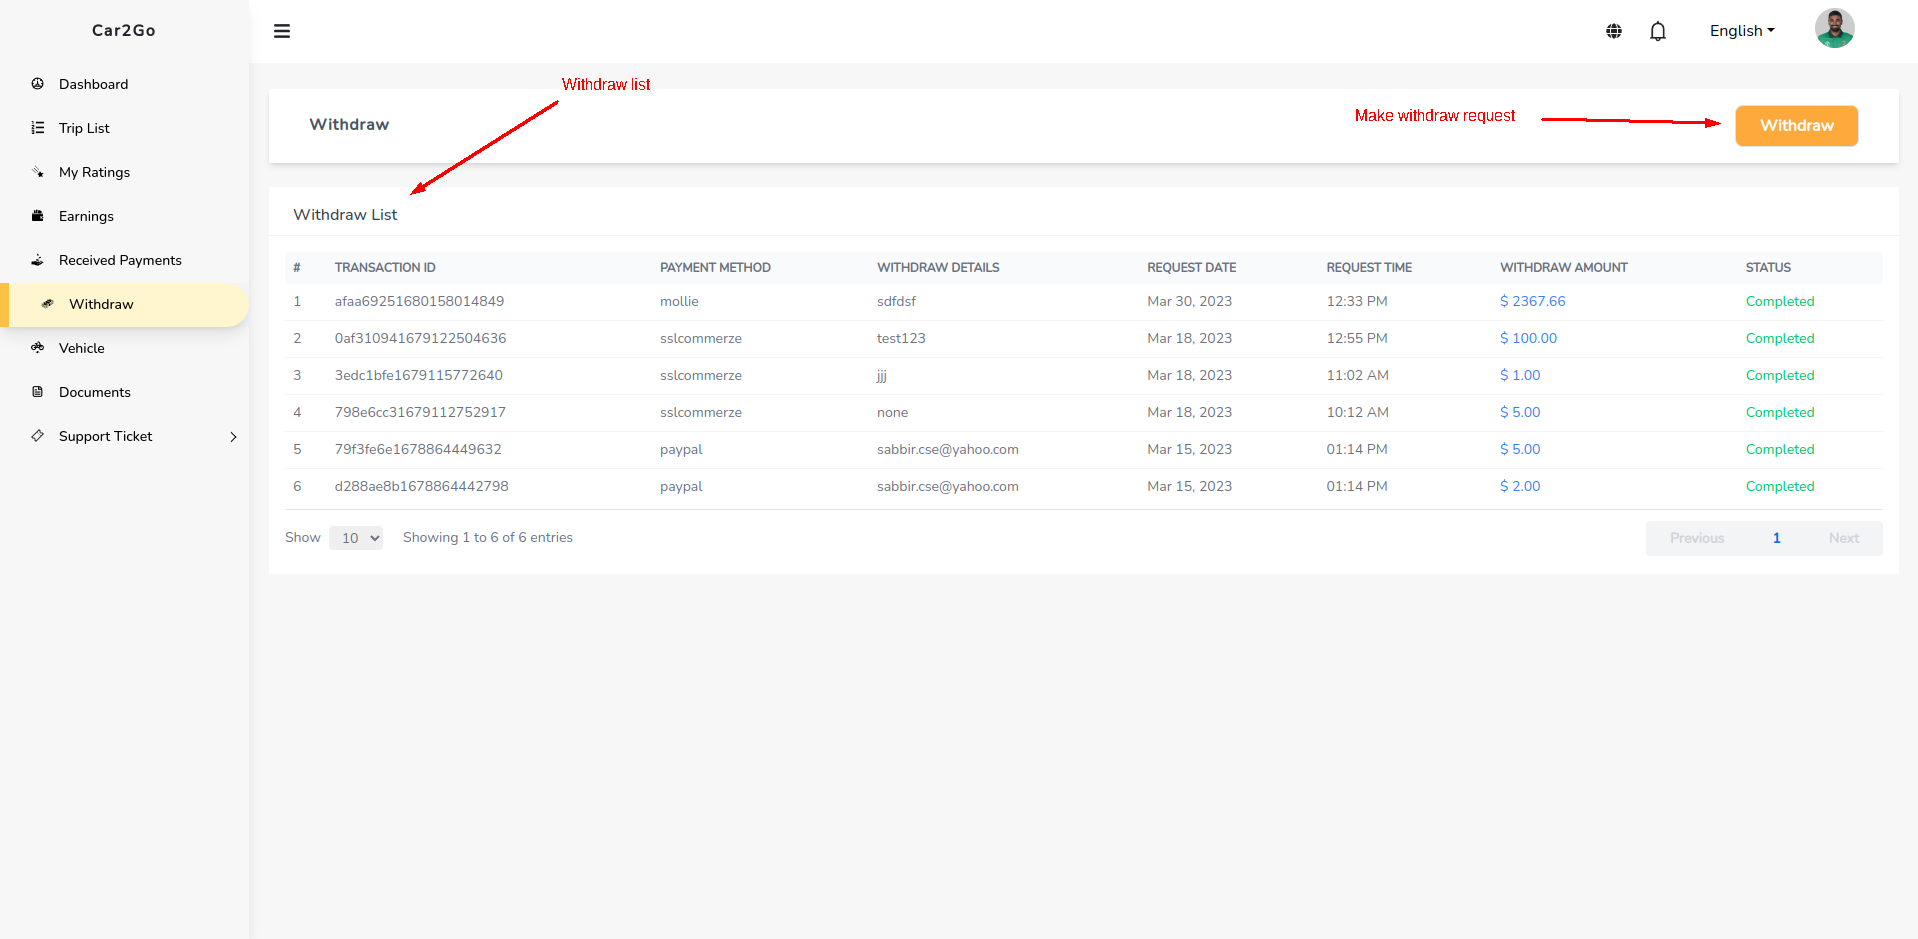 Car2Go
English
Dashboard
Trip List
My Ratings
Earnings
Received Payments
Withdraw
Vehicle
Documents
Support Ticket
Withdraw list
Withdraw
Make withdraw request
Withdraw
Withdraw List
# TRANSACTION ID PAYMENT METHOD WITHDRAW DETAILS REQUEST DATE REQUEST TIME WITHDRAW AMOUNT STATUS
1 afaa69251680158014849 mollie sdfdsf Mar 30, 2023 12:33 PM $ 2367.66 Completed
2 0af310941679122504636 sslcommerze test123 Mar 18, 2023 12:55 PM $ 100.00 Completed
3 3edc1bfe1679115772640 sslcommerze jjj Mar 18, 2023 11:02 AM $ 1.00 Completed
4 798e6cc31679112752917 sslcommerze none Mar 18, 2023 10:12 AM $ 5.00 Completed
5 79f3fe6e1678864449632 paypal sabbir.cse@yahoo.com Mar 15, 2023 01:14 PM $ 5.00 Completed
6 d288ae8b1678864442798 paypal sabbir.cse@yahoo.com Mar 15, 2023 01:14 PM $ 2.00 Completed
Show 10 Showing 1 to 6 of 6 entries Previous 1 Next